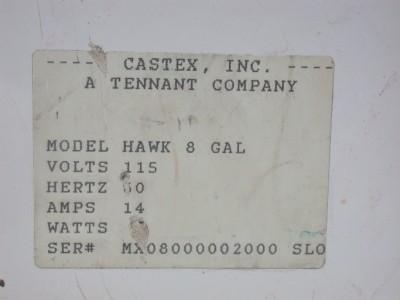 ---- CASTEX, INC. ----
A TENNANT COMPANY
MODEL HAWK 8 GAL
VOLTS 115
HERTZ 60
AMPS 14
WATTS
SER# MX08000002000 SLO